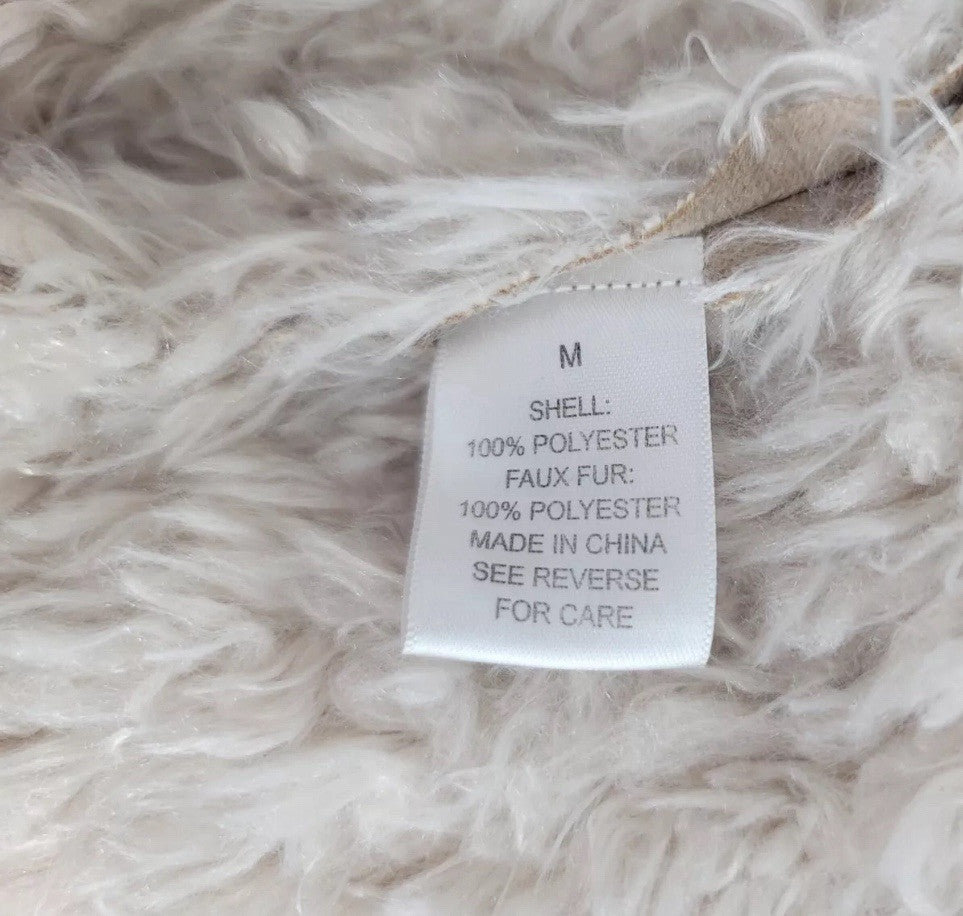 M
SHELL:
100% POLYESTER
FAUX FUR:
100% POLYESTER
MADE IN CHINA
SEE REVERSE
FOR CARE